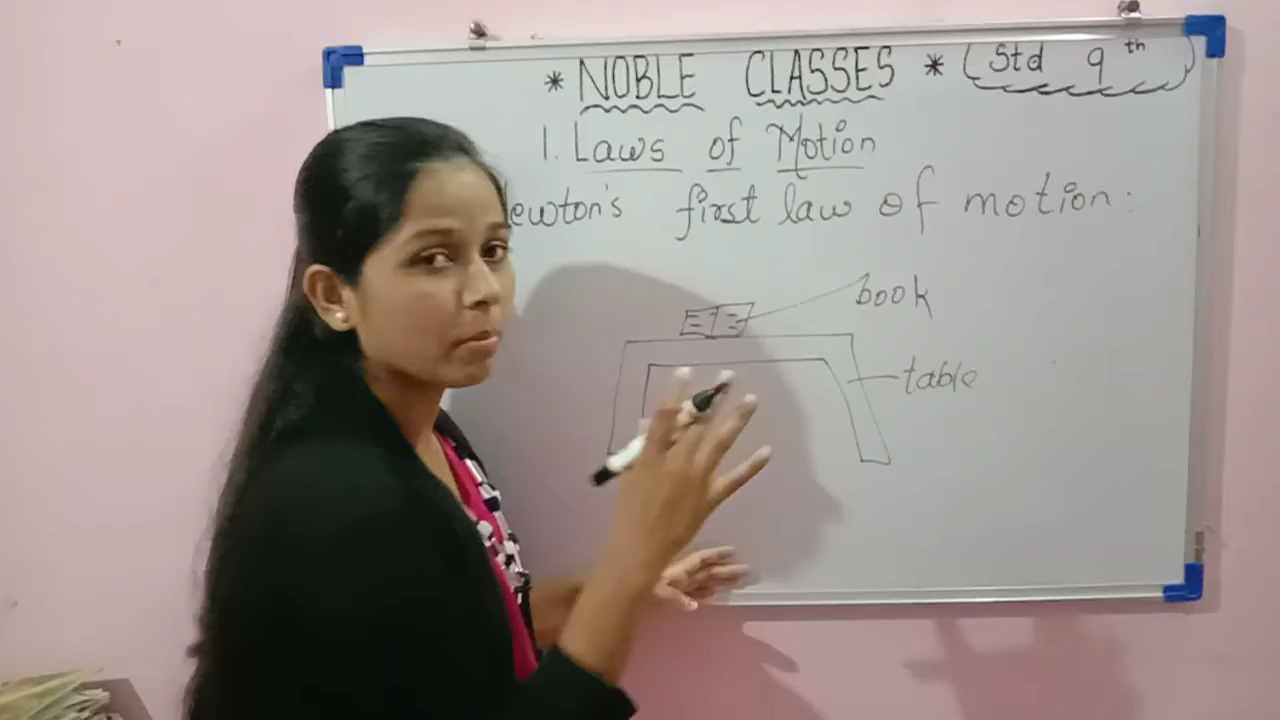 * NOBLE CLASSES * (Std 9th)
1. Laws of Motion
ewton's first law of motion.
book
table